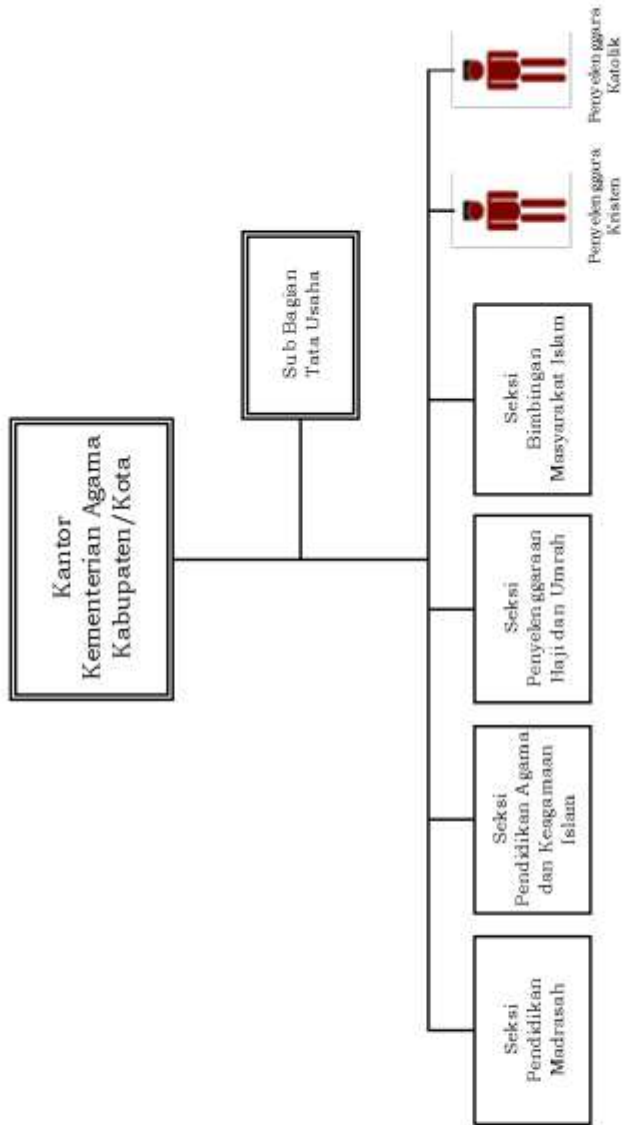 Kantor
Kementerian Agama
Kabupaten/Kota
Sub Bagian
Tata Usaha
Seksi
Pendidikan
Madrasah
Seksi
Pendidikan Agama
dan Keagamaan
Islam
Seksi
Penyelenggaraan
Haji dan Umrah
Seksi
Bimbingan
Masyarakat Islam
Penyelenggara
Kristen
Penyelenggara
Katolik